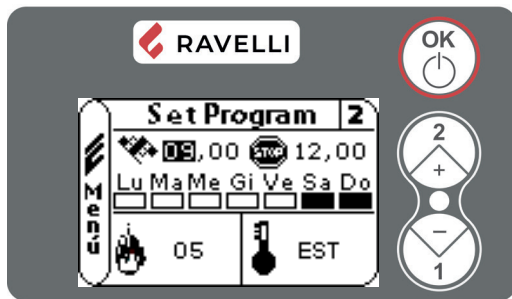 RAVELLI
OK
Set Program 2
09,00 STOP 12,00
Lu Ma Me Gi Ve Sa Do
Menú
05 EST
2
+
−
1